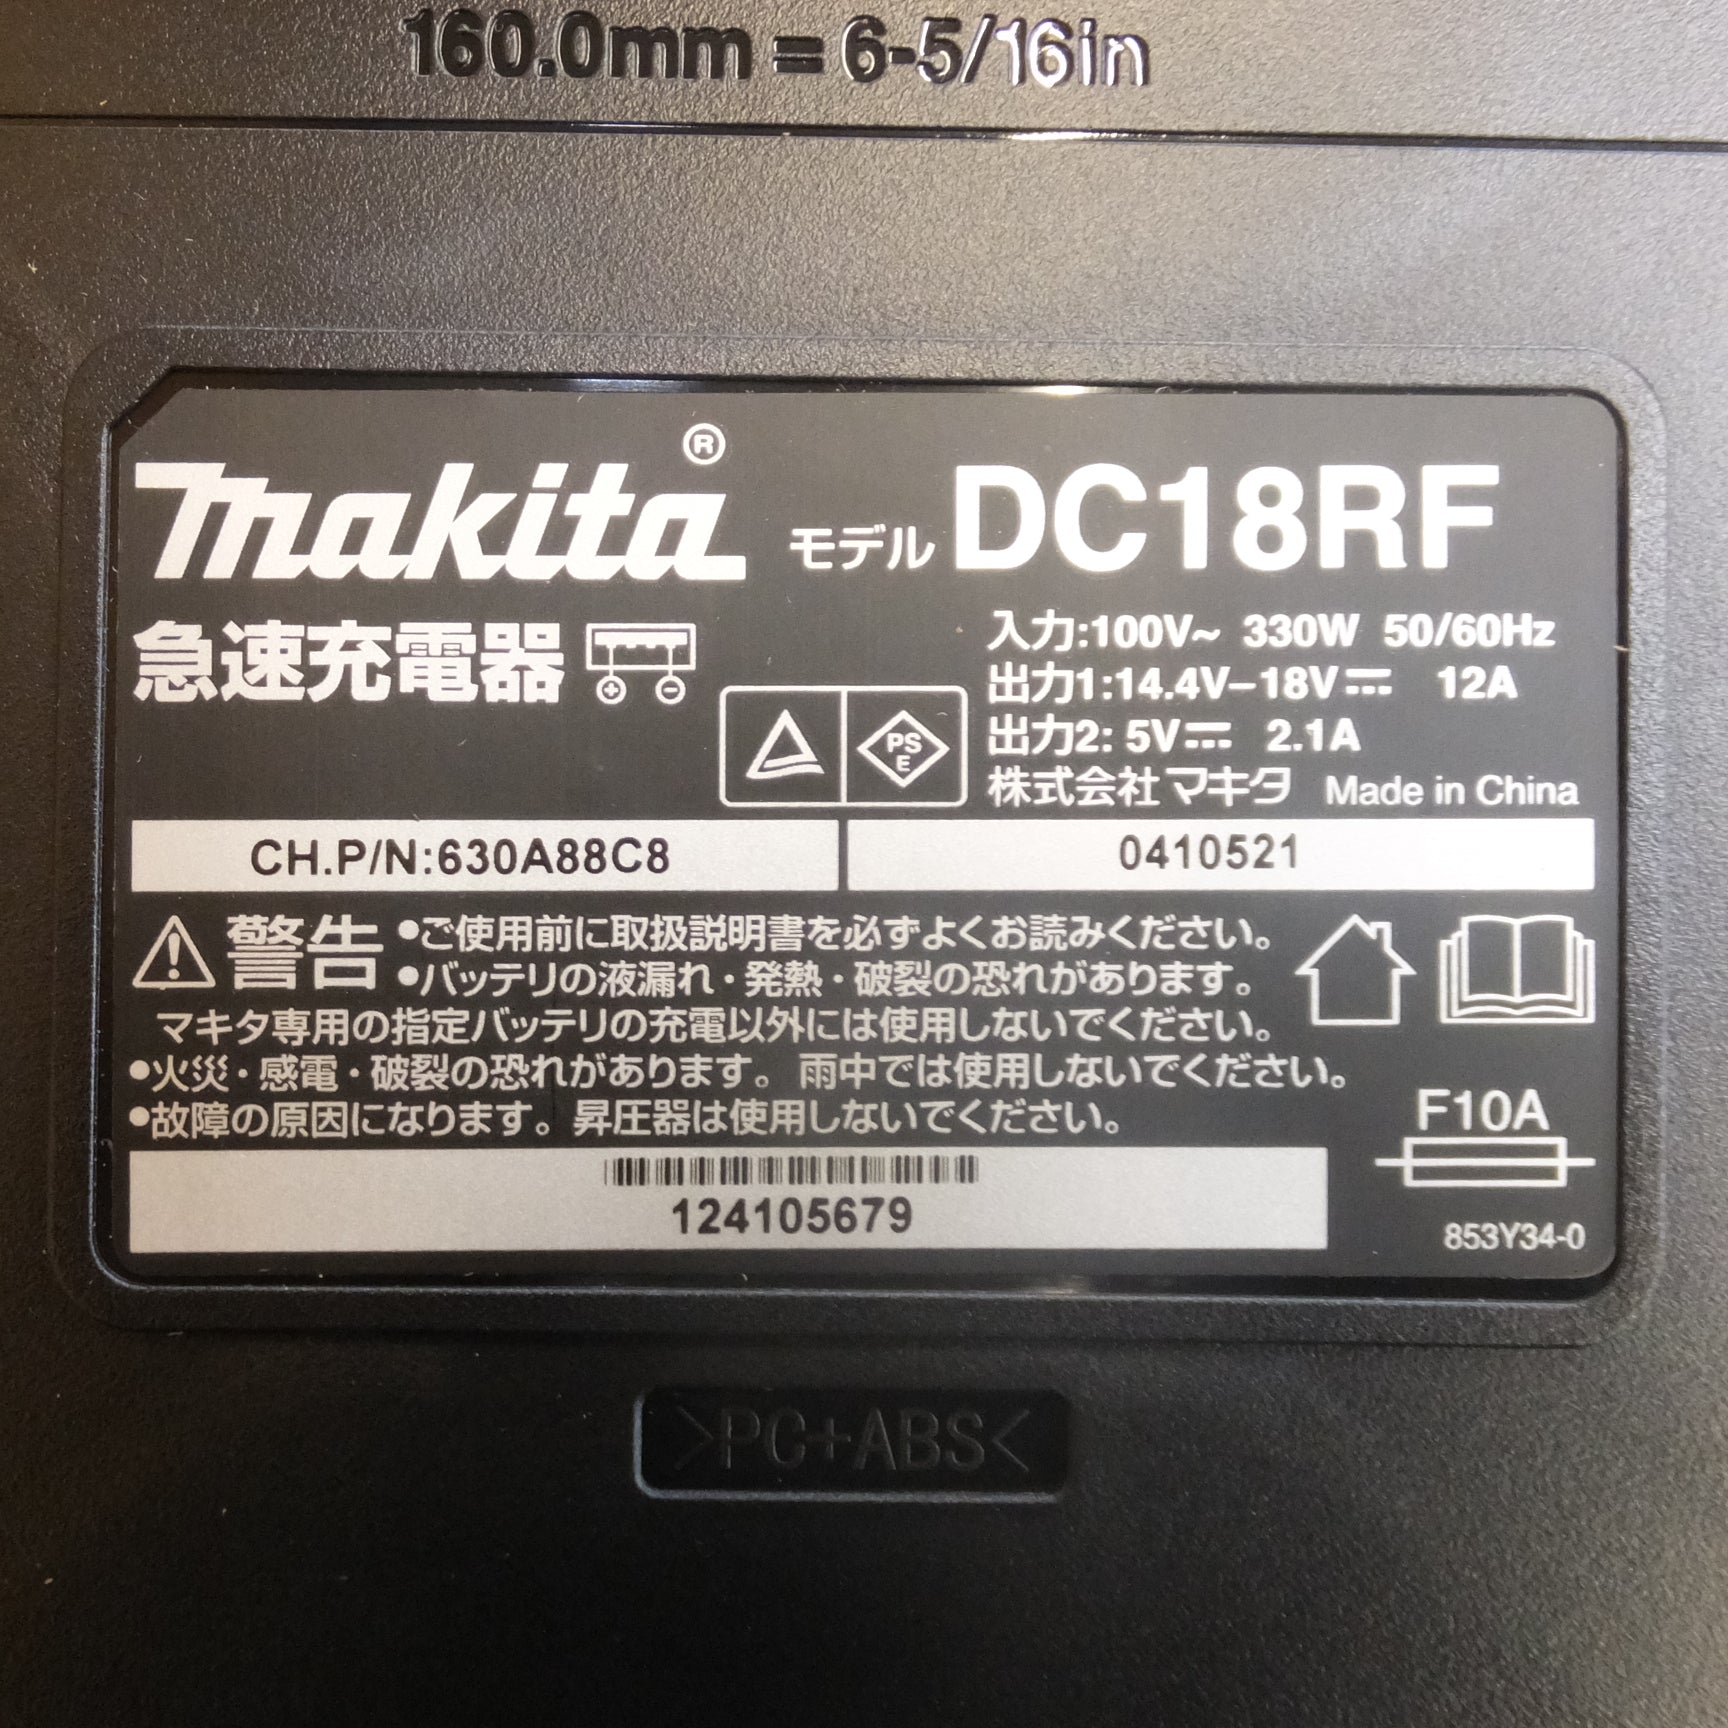 160.0mm = 6-5/16in
makita® モデル DC18RF
急速充電器
入力:100V~ 330W 50/60Hz
出力1:14.4V–18V⎓ 12A
出力2: 5V⎓ 2.1A
PS
E
株式会社マキタ Made in China
CH.P/N:630A88C8
0410521
警告
•ご使用前に取扱説明書を必ずよくお読みください。
•バッテリの液漏れ・発熱・破裂の恐れがあります。
マキタ専用の指定バッテリの充電以外には使用しないでください。
•火災・感電・破裂の恐れがあります。雨中では使用しないでください。
•故障の原因になります。昇圧器は使用しないでください。
F10A
124105679
853Y34-0
>PC+ABS<